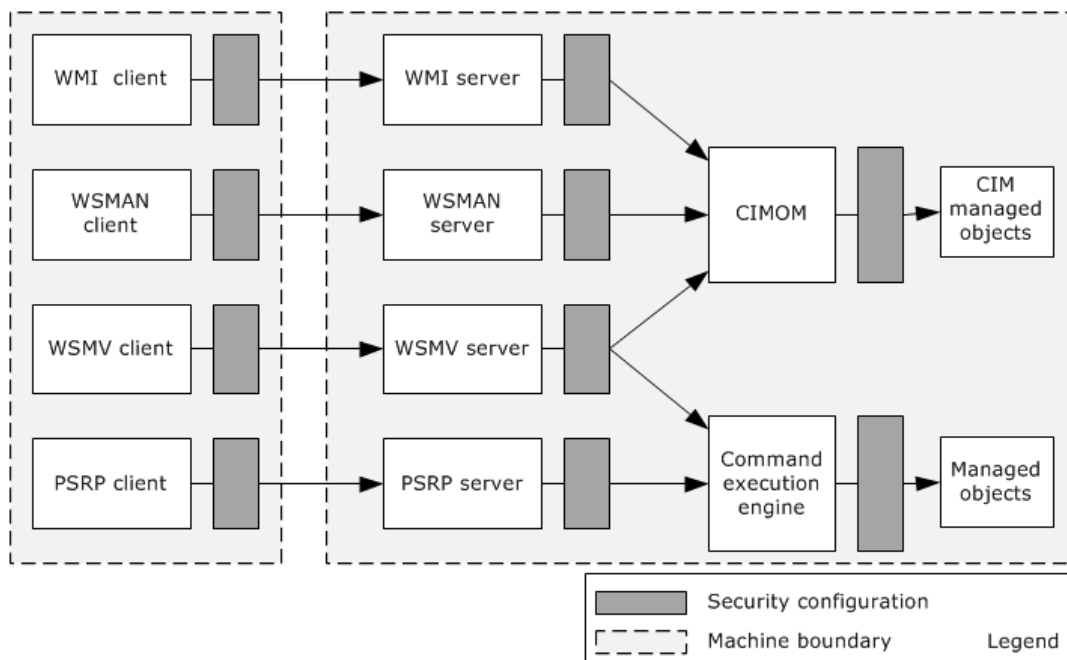 WMI client
WMI server
WSMAN
client
WSMAN
server
CIMOM
CIM
managed
objects
WSMV client
WSMV server
PSRP client
PSRP server
Command
execution
engine
Managed
objects
Security configuration
Machine boundary
Legend